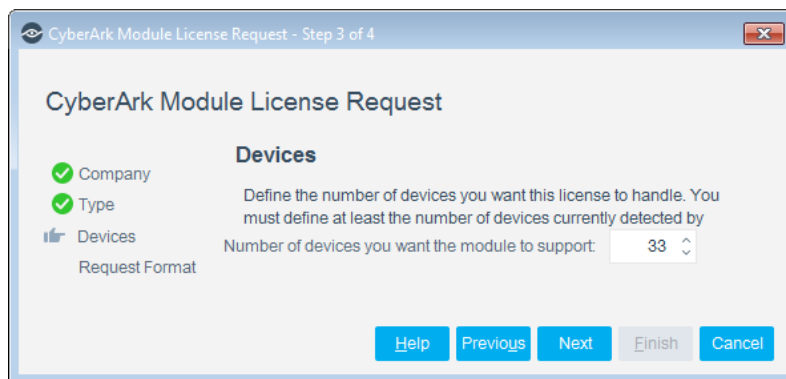 CyberArk Module License Request - Step 3 of 4
CyberArk Module License Request
Company
Type
Devices
Request Format
Devices
Define the number of devices you want this license to handle. You
must define at least the number of devices currently detected by
Number of devices you want the module to support: 33
Help Previous Next Finish Cancel